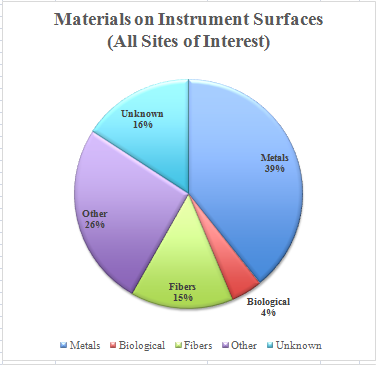 Materials on Instrument Surfaces
(All Sites of Interest)
Unknown
16%
Metals
39%
Other
26%
Fibers
15%
Biological
4%
Metals Biological Fibers Other Unknown